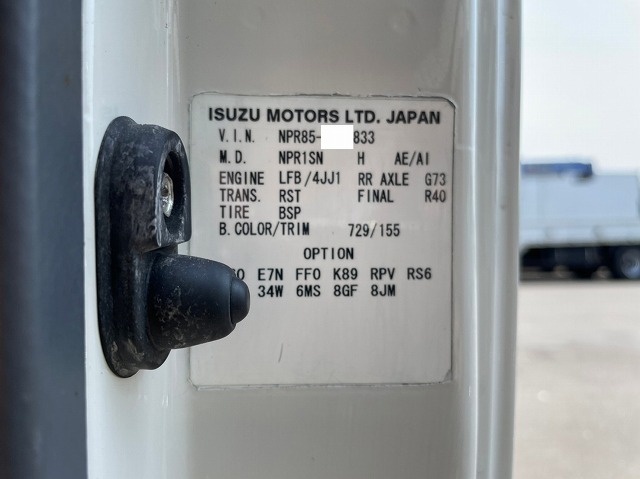 ISUZU MOTORS LTD. JAPAN
V.I.N. NPR85- 833
M.D. NPR1SN H AE/AI
ENGINE LFB/4JJ1 RR AXLE G73
TRANS. RST FINAL R40
TIRE BSP
B.COLOR/TRIM 729/155
OPTION
E7N FF0 K89 RPV RS6
34W 6MS 8GF 8JM